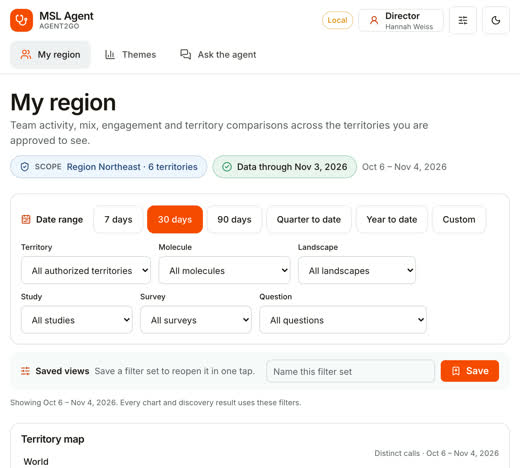 MSL Agent
AGENT2GO
Local
Director
Hannah Weiss
My region
Themes
Ask the agent
My region
Team activity, mix, engagement and territory comparisons across the territories you are
approved to see.
SCOPE Region Northeast · 6 territories
Data through Nov 3, 2026
Oct 6 – Nov 4, 2026
Date range
7 days
30 days
90 days
Quarter to date
Year to date
Custom
Territory
Molecule
Landscape
All authorized territories
All molecules
All landscapes
Study
Survey
Question
All studies
All surveys
All questions
Saved views Save a filter set to reopen it in one tap.
Name this filter set
Save
Showing Oct 6 – Nov 4, 2026. Every chart and discovery result uses these filters.
Territory map
Distinct calls · Oct 6 – Nov 4, 2026
World